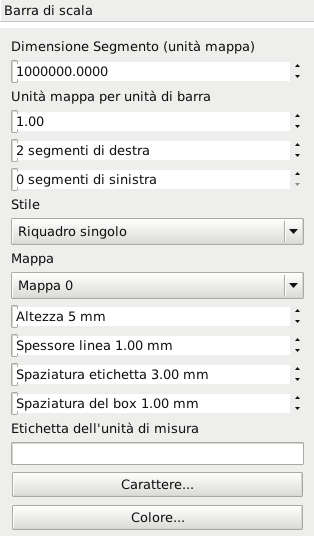 Barra di scala
Dimensione Segmento (unità mappa)
1000000.0000
Unità mappa per unità di barra
1.00
2 segmenti di destra
0 segmenti di sinistra
Stile
Riquadro singolo
Mappa
Mappa 0
Altezza 5 mm
Spessore linea 1.00 mm
Spaziatura etichetta 3.00 mm
Spaziatura del box 1.00 mm
Etichetta dell'unità di misura
Carattere...
Colore...